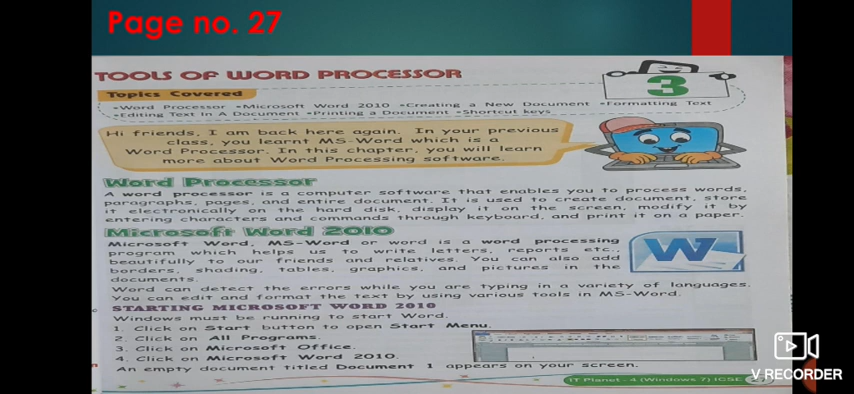 Page no. 27
TOOLS OF WORD PROCESSOR
3
Topics Covered
•Word Processor •Microsoft Word 2010 •Creating a New Document •Formatting Text
•Editing Text In A Document •Printing a Document •Shortcut keys
Hi friends, I am back here again. In your previous
class, you learnt MS-Word which is a
Word Processor. In this chapter, you will learn
more about Word Processing software.
Word Processor
A word processor is a computer software that enables you to process words,
paragraphs, pages, and entire document. It is used to create document, store
it electronically on the hard disk, display it on the screen, modify it by
entering characters and commands through keyboard, and print it on a paper.
Microsoft Word 2010
Microsoft Word, MS-Word or word is a word processing
program which helps us to write letters, reports etc.,
beautifully to our friends and relatives. You can also add
borders, shading, tables, graphics, and pictures in the
documents.
W
Word can detect the errors while you are typing in a variety of languages.
You can edit and format the text by using various tools in MS-Word.
STARTING MICROSOFT WORD 2010
Windows must be running to start Word.
1. Click on Start button to open Start Menu.
2. Click on All Programs.
3. Click on Microsoft Office.
4. Click on Microsoft Word 2010.
An empty document titled Document 1 appears on your screen.
IT Planet - 4 (Windows 7) ICSE 27
V RECORDER